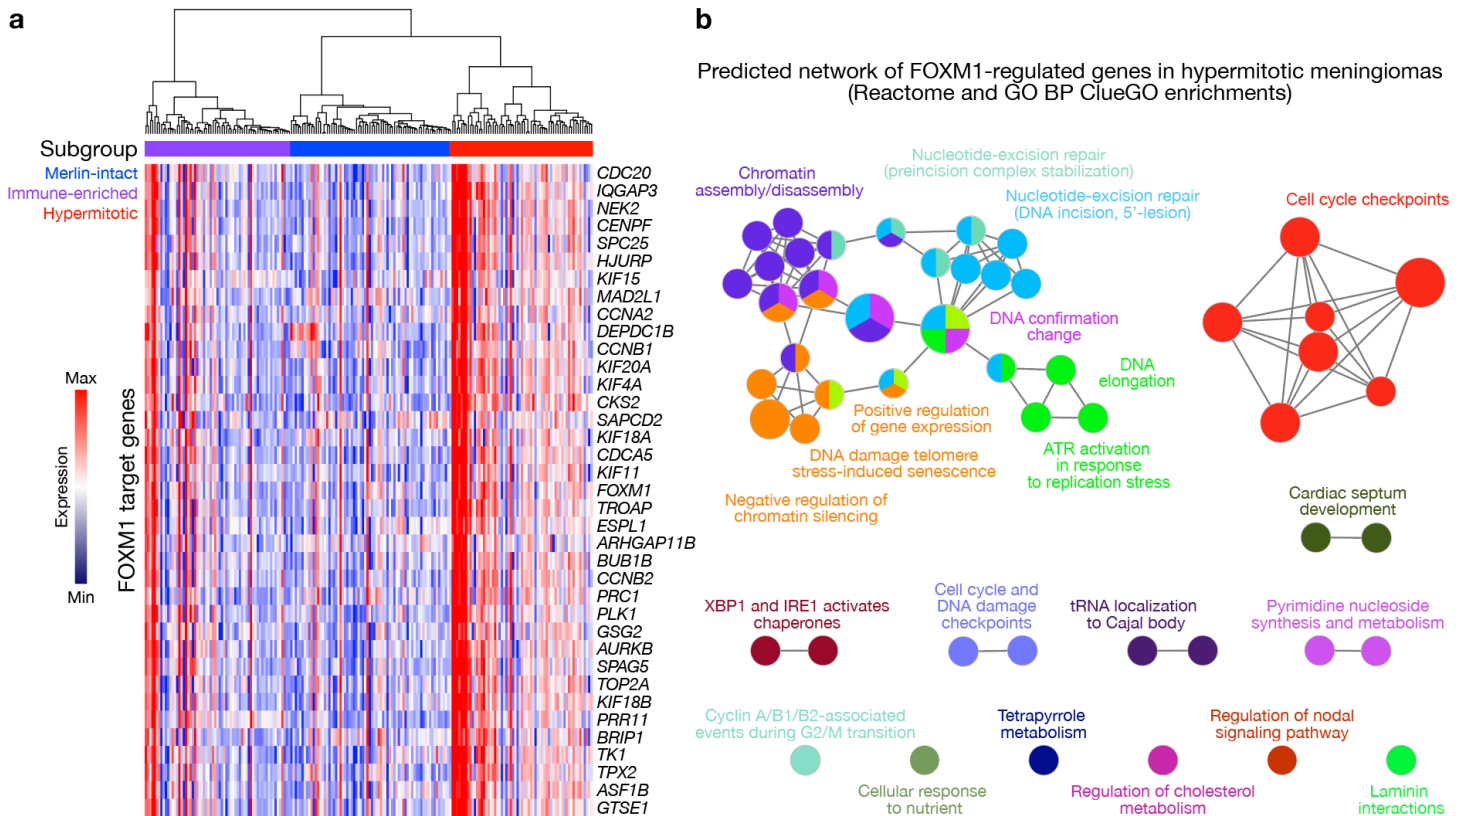 a
Subgroup
Merlin-intact
Immune-enriched
Hypermitotic
Max
Expression
Min
FOXM1 target genes
CDC20
IQGAP3
NEK2
CENPF
SPC25
HJURP
KIF15
MAD2L1
CCNA2
DEPDC1B
CCNB1
KIF20A
KIF4A
CKS2
SAPCD2
KIF18A
CDCA5
KIF11
FOXM1
TROAP
ESPL1
ARHGAP11B
BUB1B
CCNB2
PRC1
PLK1
GSG2
AURKB
SPAG5
TOP2A
KIF18B
PRR11
BRIP1
TK1
TPX2
ASF1B
GTSE1
b
Predicted network of FOXM1-regulated genes in hypermitotic meningiomas
(Reactome and GO BP ClueGO enrichments)
Chromatin
assembly/disassembly
Nucleotide-excision repair
(preincision complex stabilization)
Nucleotide-excision repair
(DNA incision, 5’-lesion)
Cell cycle checkpoints
DNA confirmation
change
DNA
elongation
Positive regulation
of gene expression
ATR activation
in response
to replication stress
DNA damage telomere
stress-induced senescence
Negative regulation of
chromatin silencing
Cardiac septum
development
XBP1 and IRE1 activates
chaperones
Cell cycle and
DNA damage
checkpoints
tRNA localization
to Cajal body
Pyrimidine nucleoside
synthesis and metabolism
Cyclin A/B1/B2-associated
events during G2/M transition
Cellular response
to nutrient
Tetrapyrrole
metabolism
Regulation of cholesterol
metabolism
Regulation of nodal
signaling pathway
Laminin
interactions